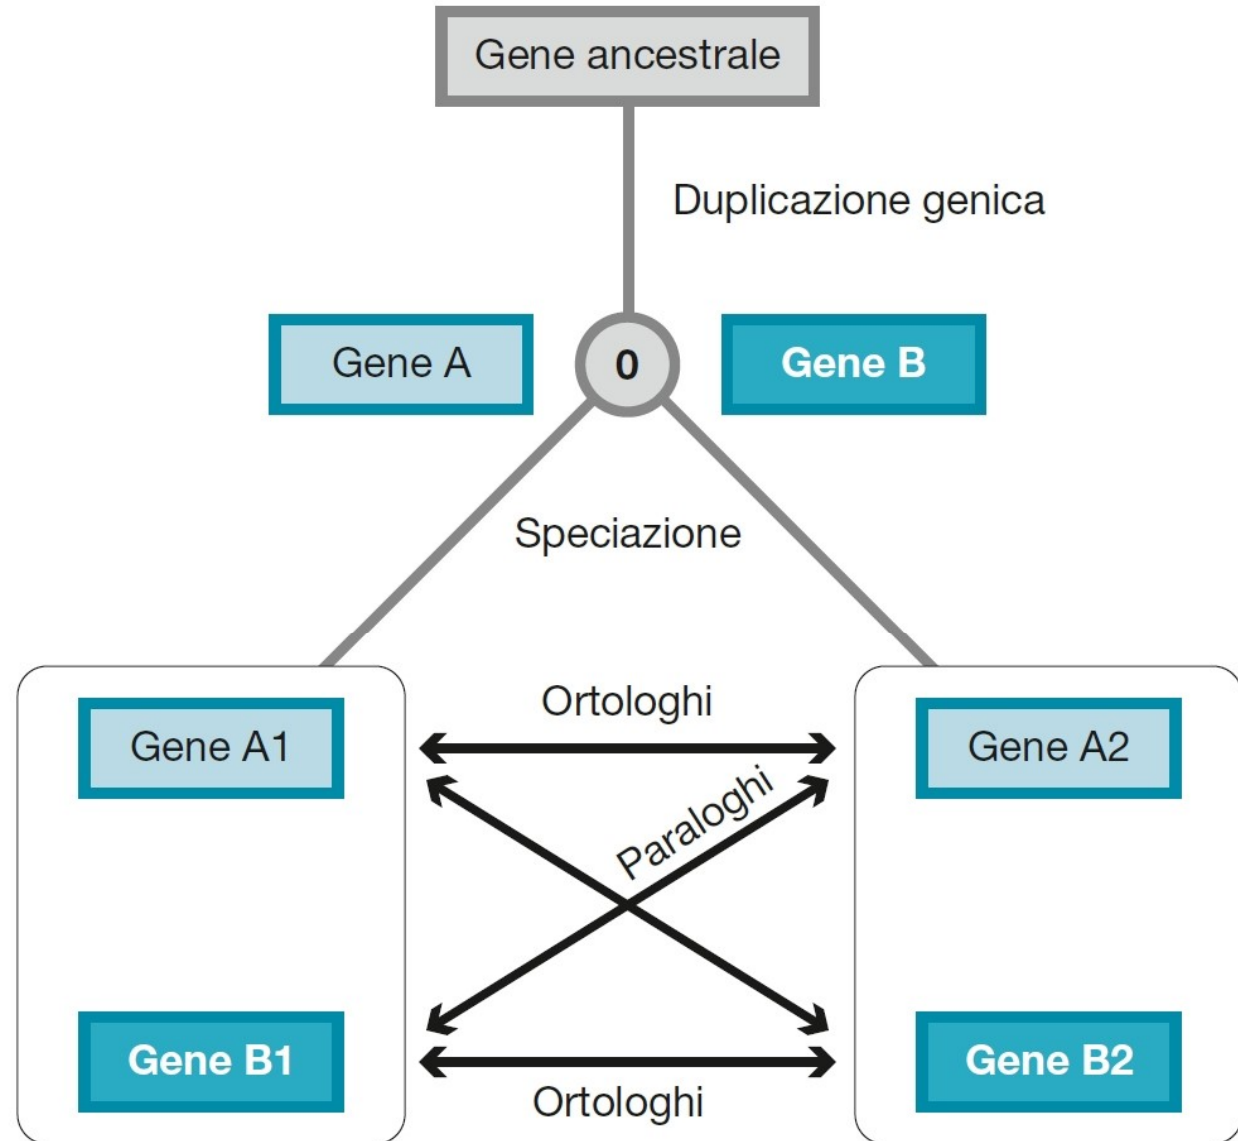 Gene ancestrale
Duplicazione genica
Gene A
0
Gene B
Speciazione
Ortologhi
Gene A1
Gene A2
Paraloghi
Gene B1
Gene B2
Ortologhi